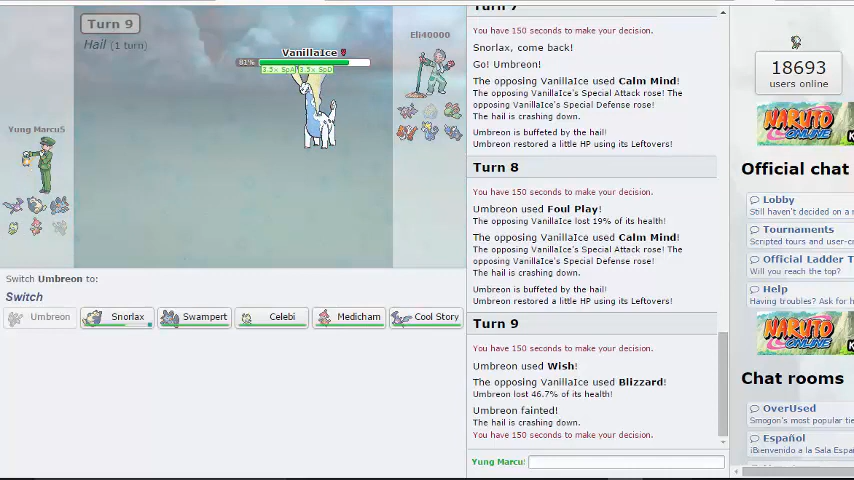 Turn 9
Hail (1 turn)
VanillaIce
81%
3.5× SpA 3.5× SpD
Eli40000
Yung Marcu5
Switch Umbreon to:
Switch
Umbreon
Snorlax
Swampert
Celebi
Medicham
Cool Story
Turn 7
You have 150 seconds to make your decision.
Snorlax, come back!
Go! Umbreon!
The opposing VanillaIce used Calm Mind!
The opposing VanillaIce's Special Attack rose! The
opposing VanillaIce's Special Defense rose!
The hail is crashing down.
Umbreon is buffeted by the hail!
Umbreon restored a little HP using its Leftovers!
Turn 8
You have 150 seconds to make your decision.
Umbreon used Foul Play!
The opposing VanillaIce lost 19% of its health!
The opposing VanillaIce used Calm Mind!
The opposing VanillaIce's Special Attack rose! The
opposing VanillaIce's Special Defense rose!
The hail is crashing down.
Umbreon is buffeted by the hail!
Umbreon restored a little HP using its Leftovers!
Turn 9
You have 150 seconds to make your decision.
Umbreon used Wish!
The opposing VanillaIce used Blizzard!
Umbreon lost 46.7% of its health!
Umbreon fainted!
The hail is crashing down.
You have 150 seconds to make your decision.
Yung Marcu!
18693
users online
NARUTO
ONLINE
Official chat
Lobby
Still haven't decided on a
Tournaments
Scripted tours and user-c
Official Ladder T
Will you reach the top?
Help
Having troubles? Ask for h
NARUTO
ONLINE
Chat rooms
OverUsed
Smogon's most popular tie
Español
¡Bienvenido a la Sala Espa